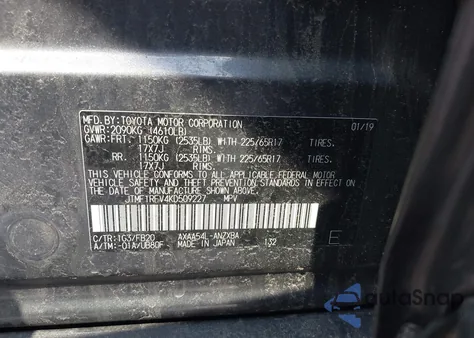 MFD.BY: TOYOTA MOTOR CORPORATION 01/19
GVWR: 2090KG (4610LB)
GAWR: FRT. 1150KG (2535LB) WITH 225/65R17 TIRES.
17X7J RIMS.
RR. 1150KG (2535LB) WITH 225/65R17 TIRES.
17X7J RIMS.
THIS VEHICLE CONFORMS TO ALL APPLICABLE FEDERAL MOTOR
VEHICLE SAFETY AND THEFT PREVENTION STANDARDS IN
EFFECT ON THE DATE OF MANUFACTURE SHOWN ABOVE.
JTMF1RFV4KD509227 MPV
C/TR:1G3/FB20 AXAA54L-ANZXBA
A/TM:-01A/UB80F MADE IN JAPAN 132 E
autoSnap